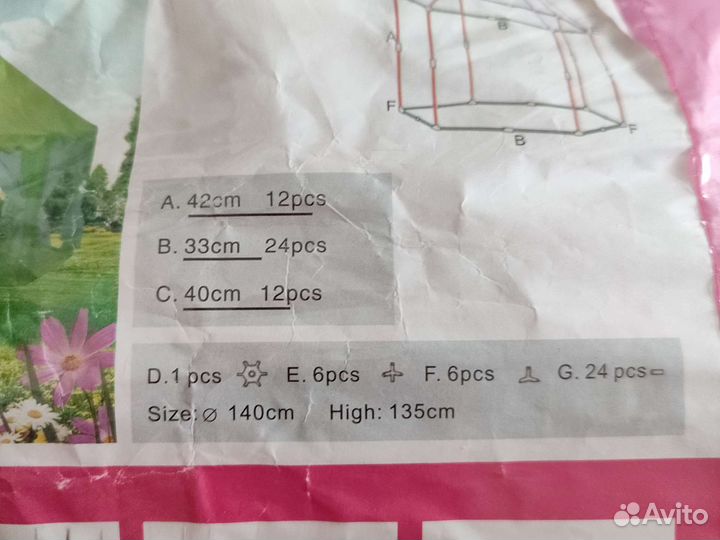 B
A
E
F
B
F
A. 42cm 12pcs
B. 33cm 24pcs
C. 40cm 12pcs
D.1 pcs E. 6pcs F. 6pcs G. 24 pcs
Size: ⌀ 140cm High: 135cm
Avito